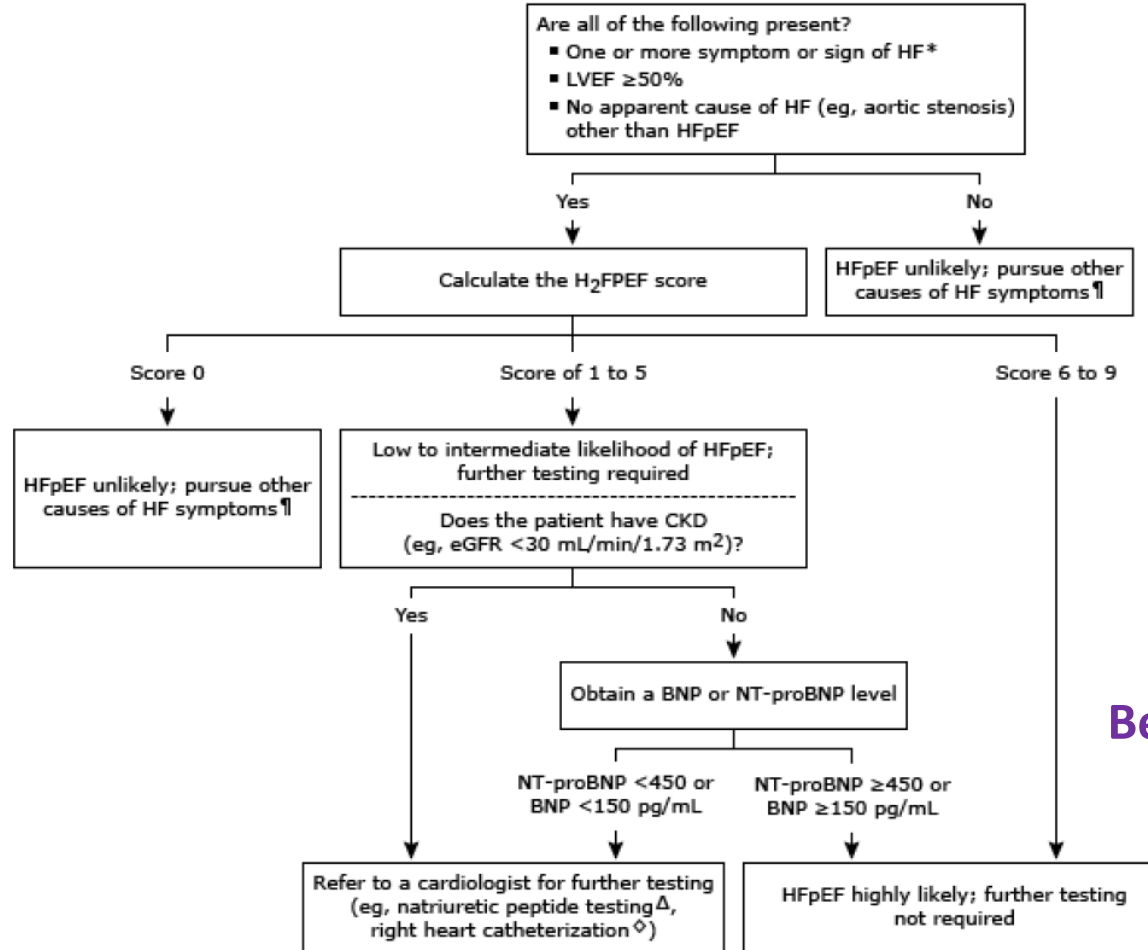 Are all of the following present?
▪ One or more symptom or sign of HF*
▪ LVEF ≥50%
▪ No apparent cause of HF (eg, aortic stenosis)
other than HFpEF
Yes
No
Calculate the H₂FPEF score
HFpEF unlikely; pursue other
causes of HF symptoms¶
Score 0
Score of 1 to 5
Score 6 to 9
HFpEF unlikely; pursue other
causes of HF symptoms¶
Low to intermediate likelihood of HFpEF;
further testing required
Does the patient have CKD
(eg, eGFR <30 mL/min/1.73 m²)?
Yes
No
Obtain a BNP or NT-proBNP level
Be
NT-proBNP <450 or
BNP <150 pg/mL
NT-proBNP ≥450 or
BNP ≥150 pg/mL
Refer to a cardiologist for further testing
(eg, natriuretic peptide testingΔ,
right heart catheterization◇)
HFpEF highly likely; further testing
not required